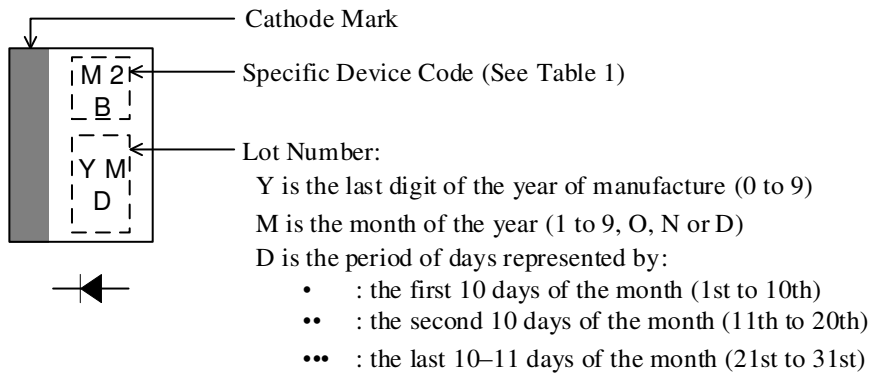 Cathode Mark
M 2
B
Specific Device Code (See Table 1)
Y M
D
Lot Number:
Y is the last digit of the year of manufacture (0 to 9)
M is the month of the year (1 to 9, O, N or D)
D is the period of days represented by:
• : the first 10 days of the month (1st to 10th)
•• : the second 10 days of the month (11th to 20th)
••• : the last 10–11 days of the month (21st to 31st)